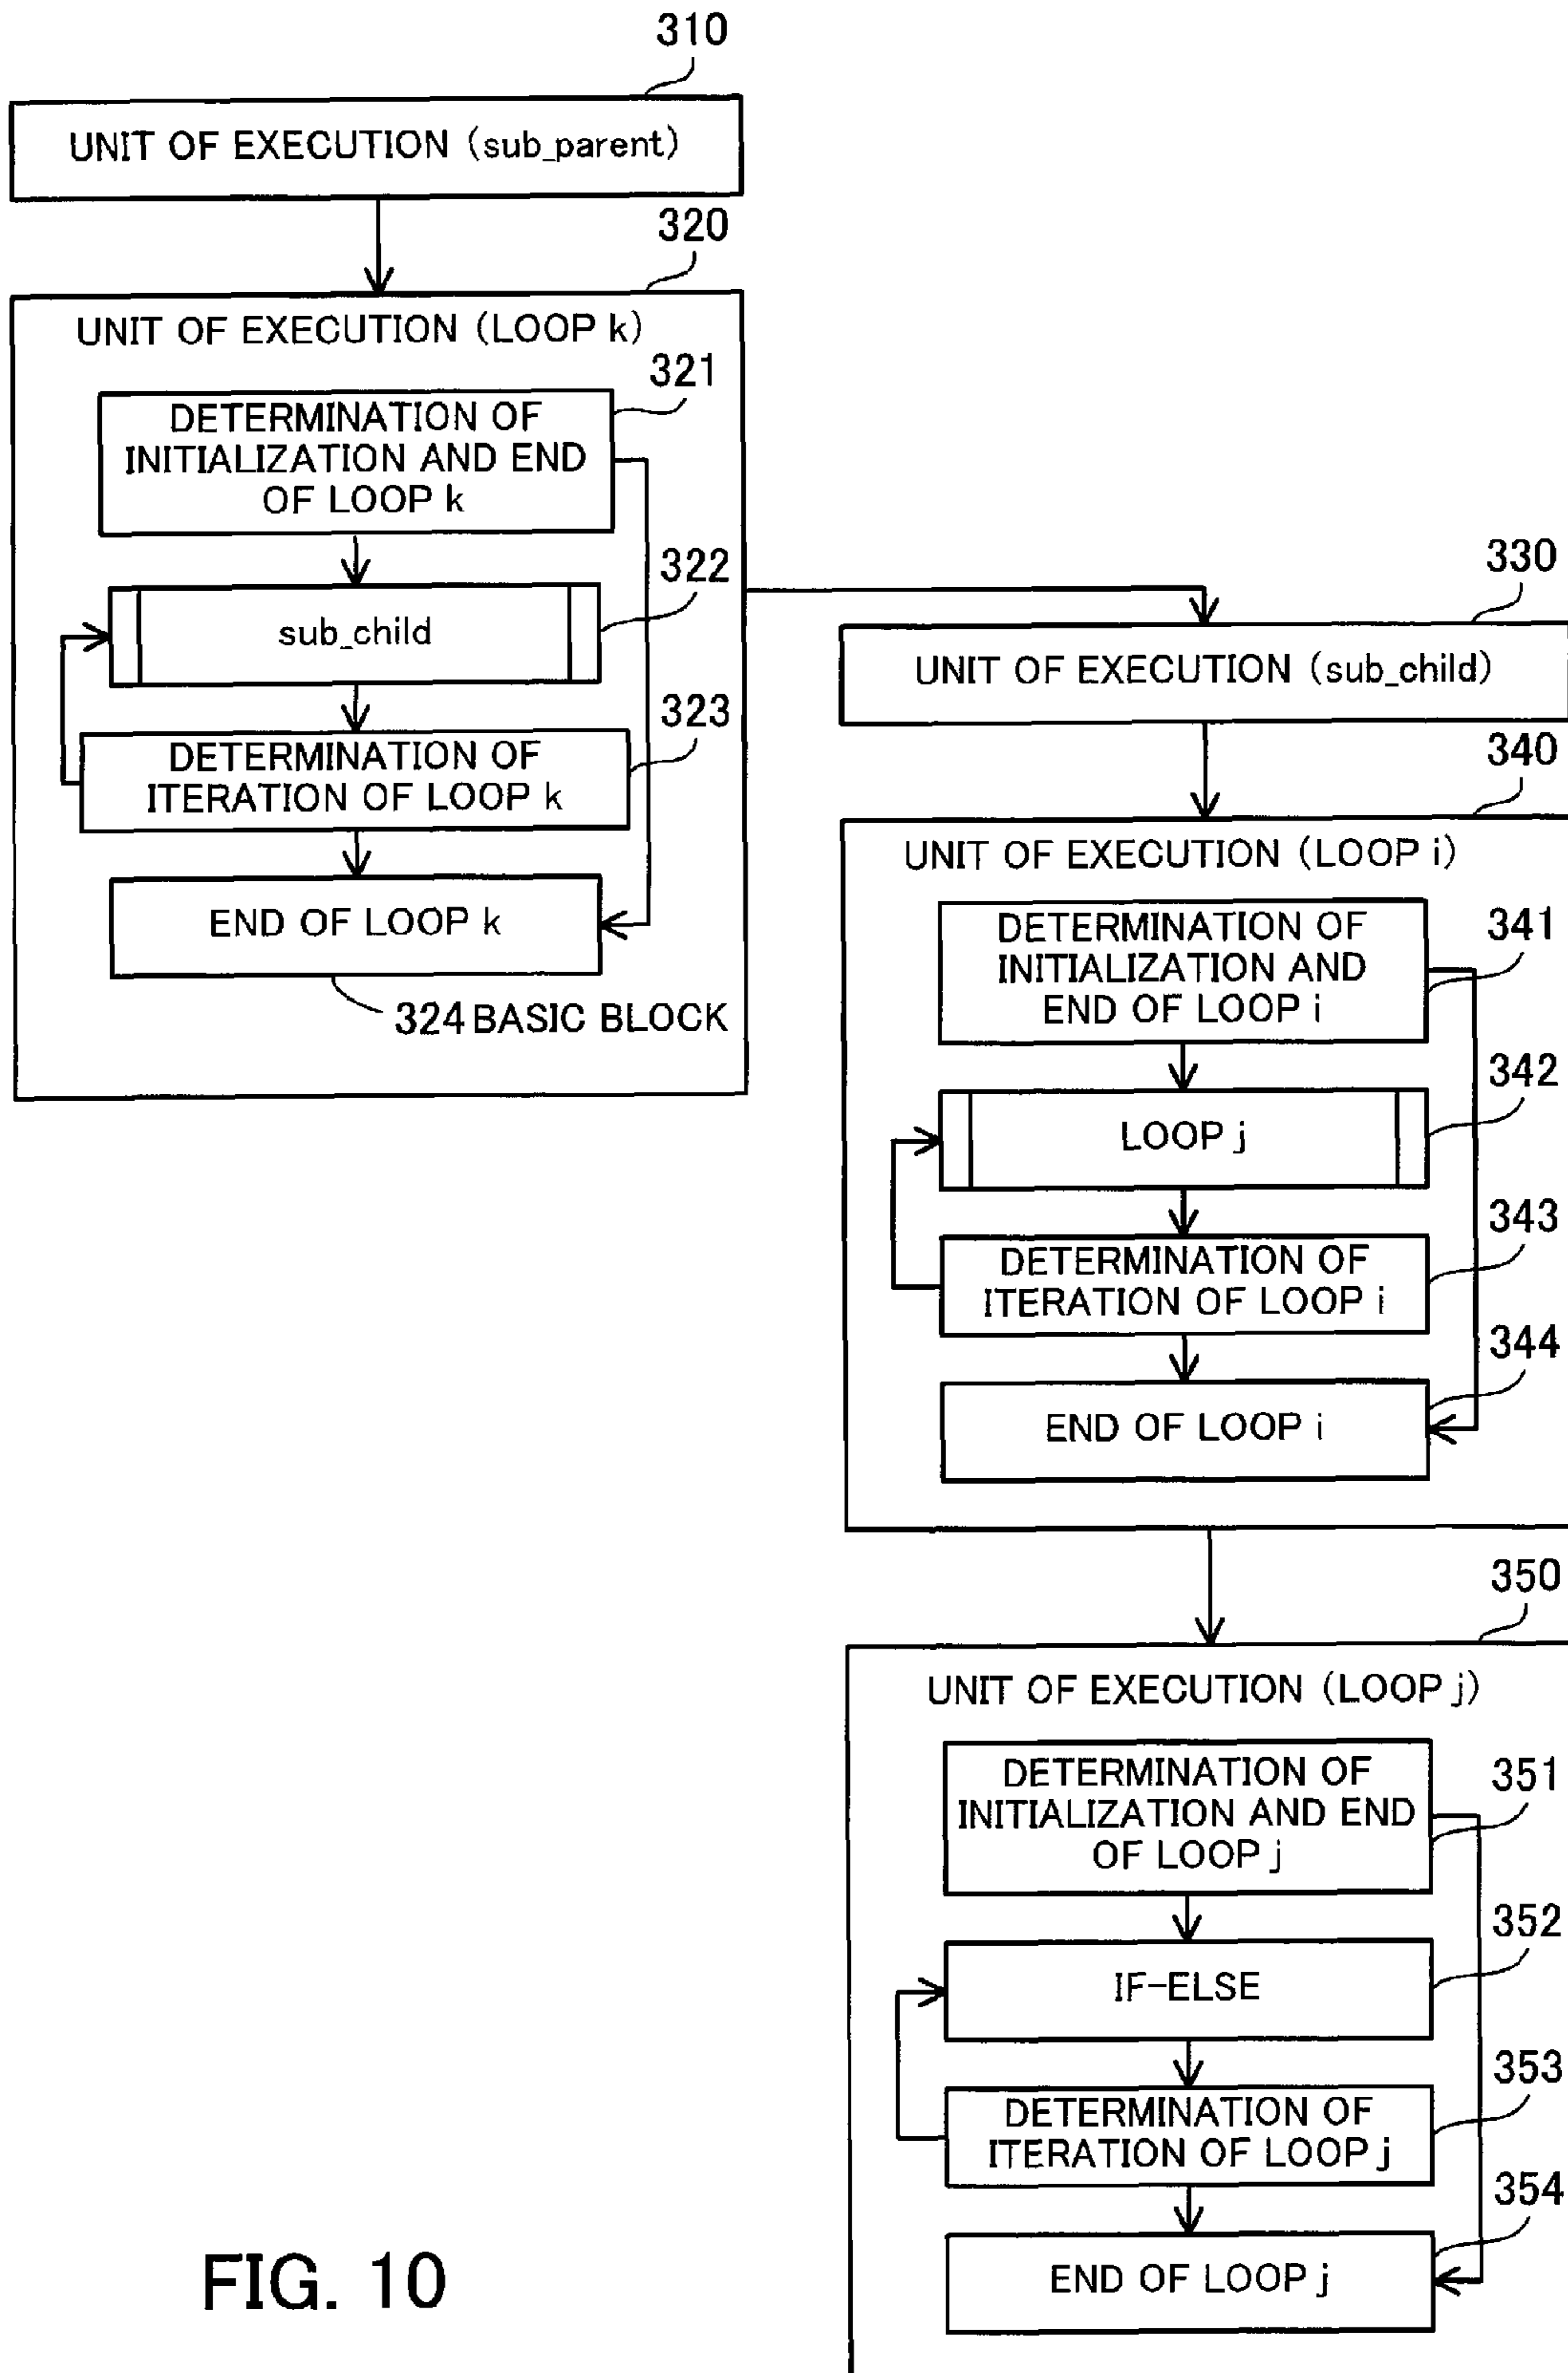 310
UNIT OF EXECUTION (sub_parent)
320
UNIT OF EXECUTION (LOOP k)
321
DETERMINATION OF
INITIALIZATION AND END
OF LOOP k
322
sub_child
323
DETERMINATION OF
ITERATION OF LOOP k
END OF LOOP k
324 BASIC BLOCK
330
UNIT OF EXECUTION (sub_child)
340
UNIT OF EXECUTION (LOOP i)
341
DETERMINATION OF
INITIALIZATION AND
END OF LOOP i
342
LOOP j
343
DETERMINATION OF
ITERATION OF LOOP i
344
END OF LOOP i
350
UNIT OF EXECUTION (LOOP j)
351
DETERMINATION OF
INITIALIZATION AND END
OF LOOP j
352
IF-ELSE
353
DETERMINATION OF
ITERATION OF LOOP j
354
END OF LOOP j
FIG. 10